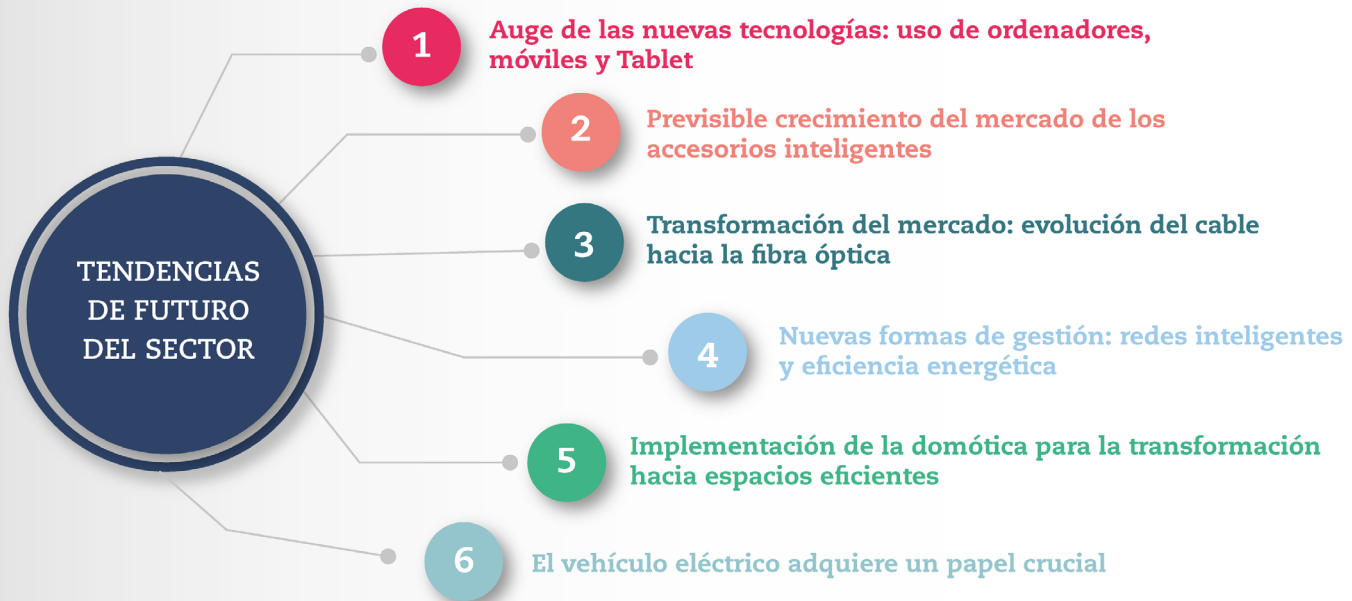 TENDENCIAS
DE FUTURO
DEL SECTOR
1
Auge de las nuevas tecnologías: uso de ordenadores,
móviles y Tablet
2
Previsible crecimiento del mercado de los
accesorios inteligentes
3
Transformación del mercado: evolución del cable
hacia la fibra óptica
4
Nuevas formas de gestión: redes inteligentes
y eficiencia energética
5
Implementación de la domótica para la transformación
hacia espacios eficientes
6
El vehículo eléctrico adquiere un papel crucial